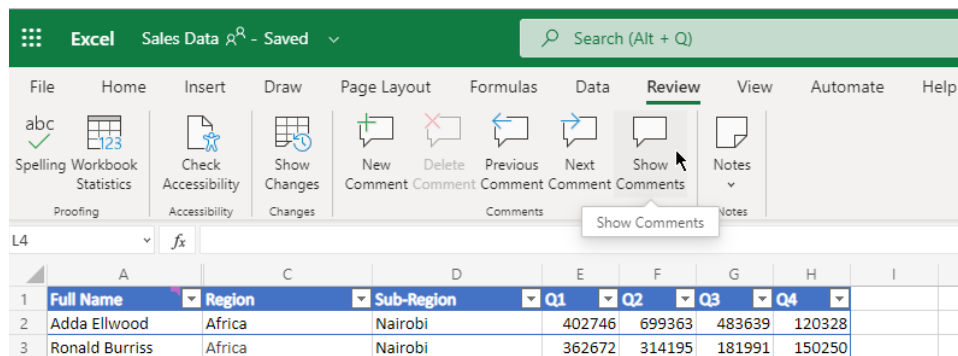 Excel Sales Data - Saved Search (Alt + Q)
File Home Insert Draw Page Layout Formulas Data Review View Automate Help
abc
123
Spelling Workbook Check Show New Delete Previous Next Show Notes
Statistics Accessibility Changes Comment Comment Comment Comment Comments
Proofing Accessibility Changes Comments Notes
Show Comments
L4 fx
A C D E F G H I
1 Full Name Region Sub-Region Q1 Q2 Q3 Q4
2 Adda Ellwood Africa Nairobi 402746 699363 483639 120328
3 Ronald Burriss Africa Nairobi 362672 314195 181991 150250